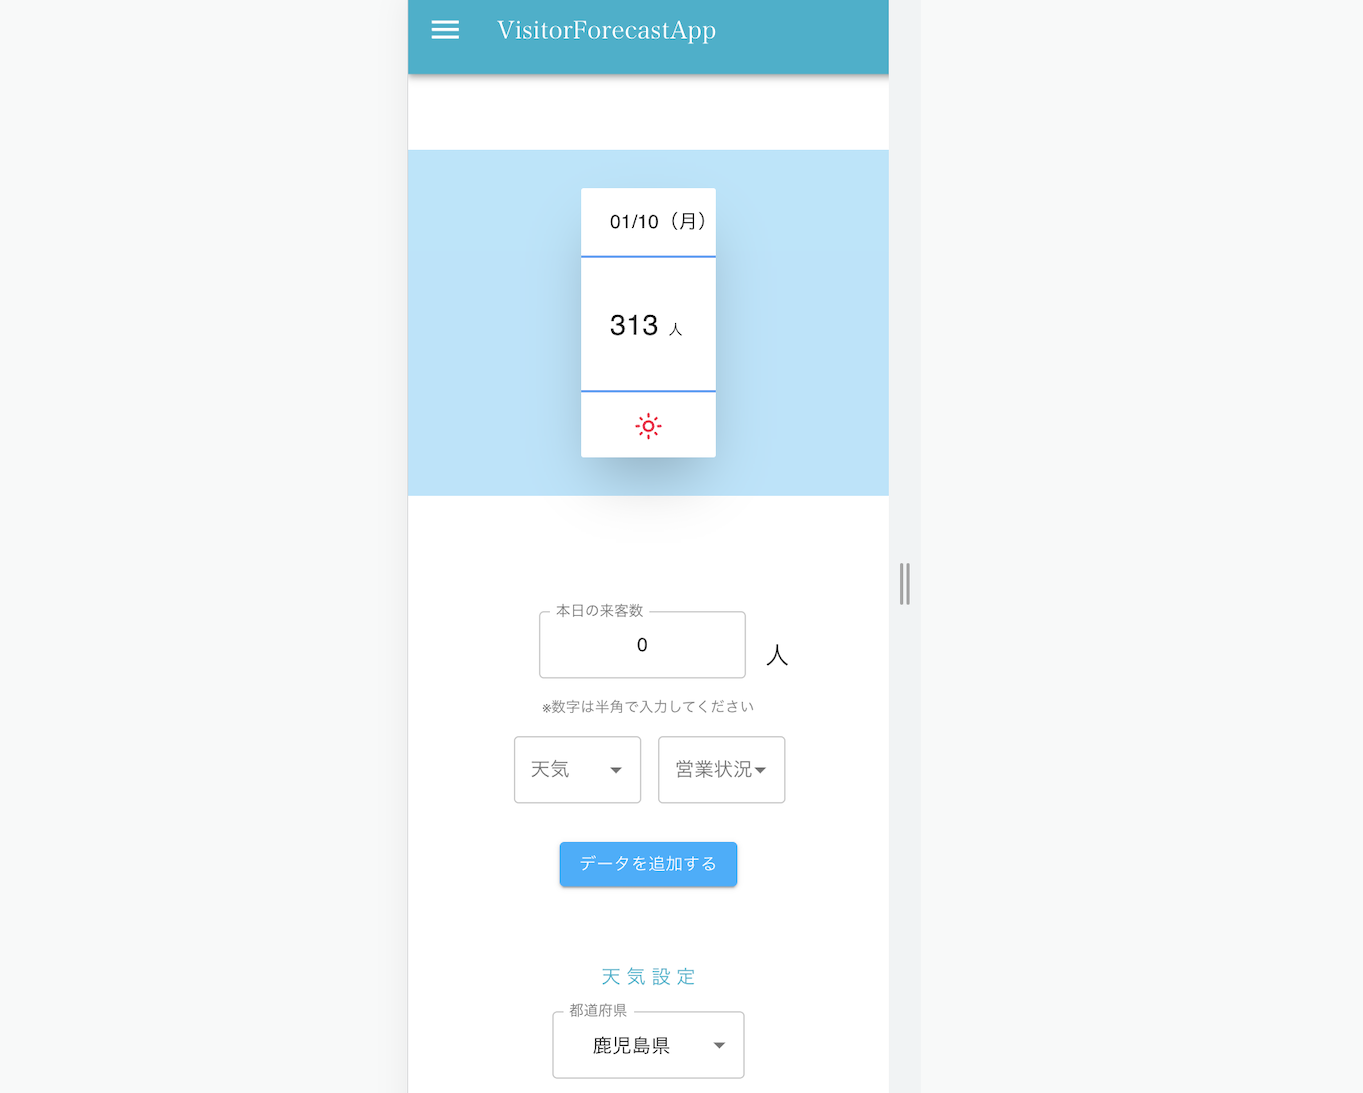 VisitorForecastApp
01/10（月）
313 人
本日の来客数
0 人
※数字は半角で入力してください
天気 営業状況
データを追加する
天気設定
都道府県
鹿児島県